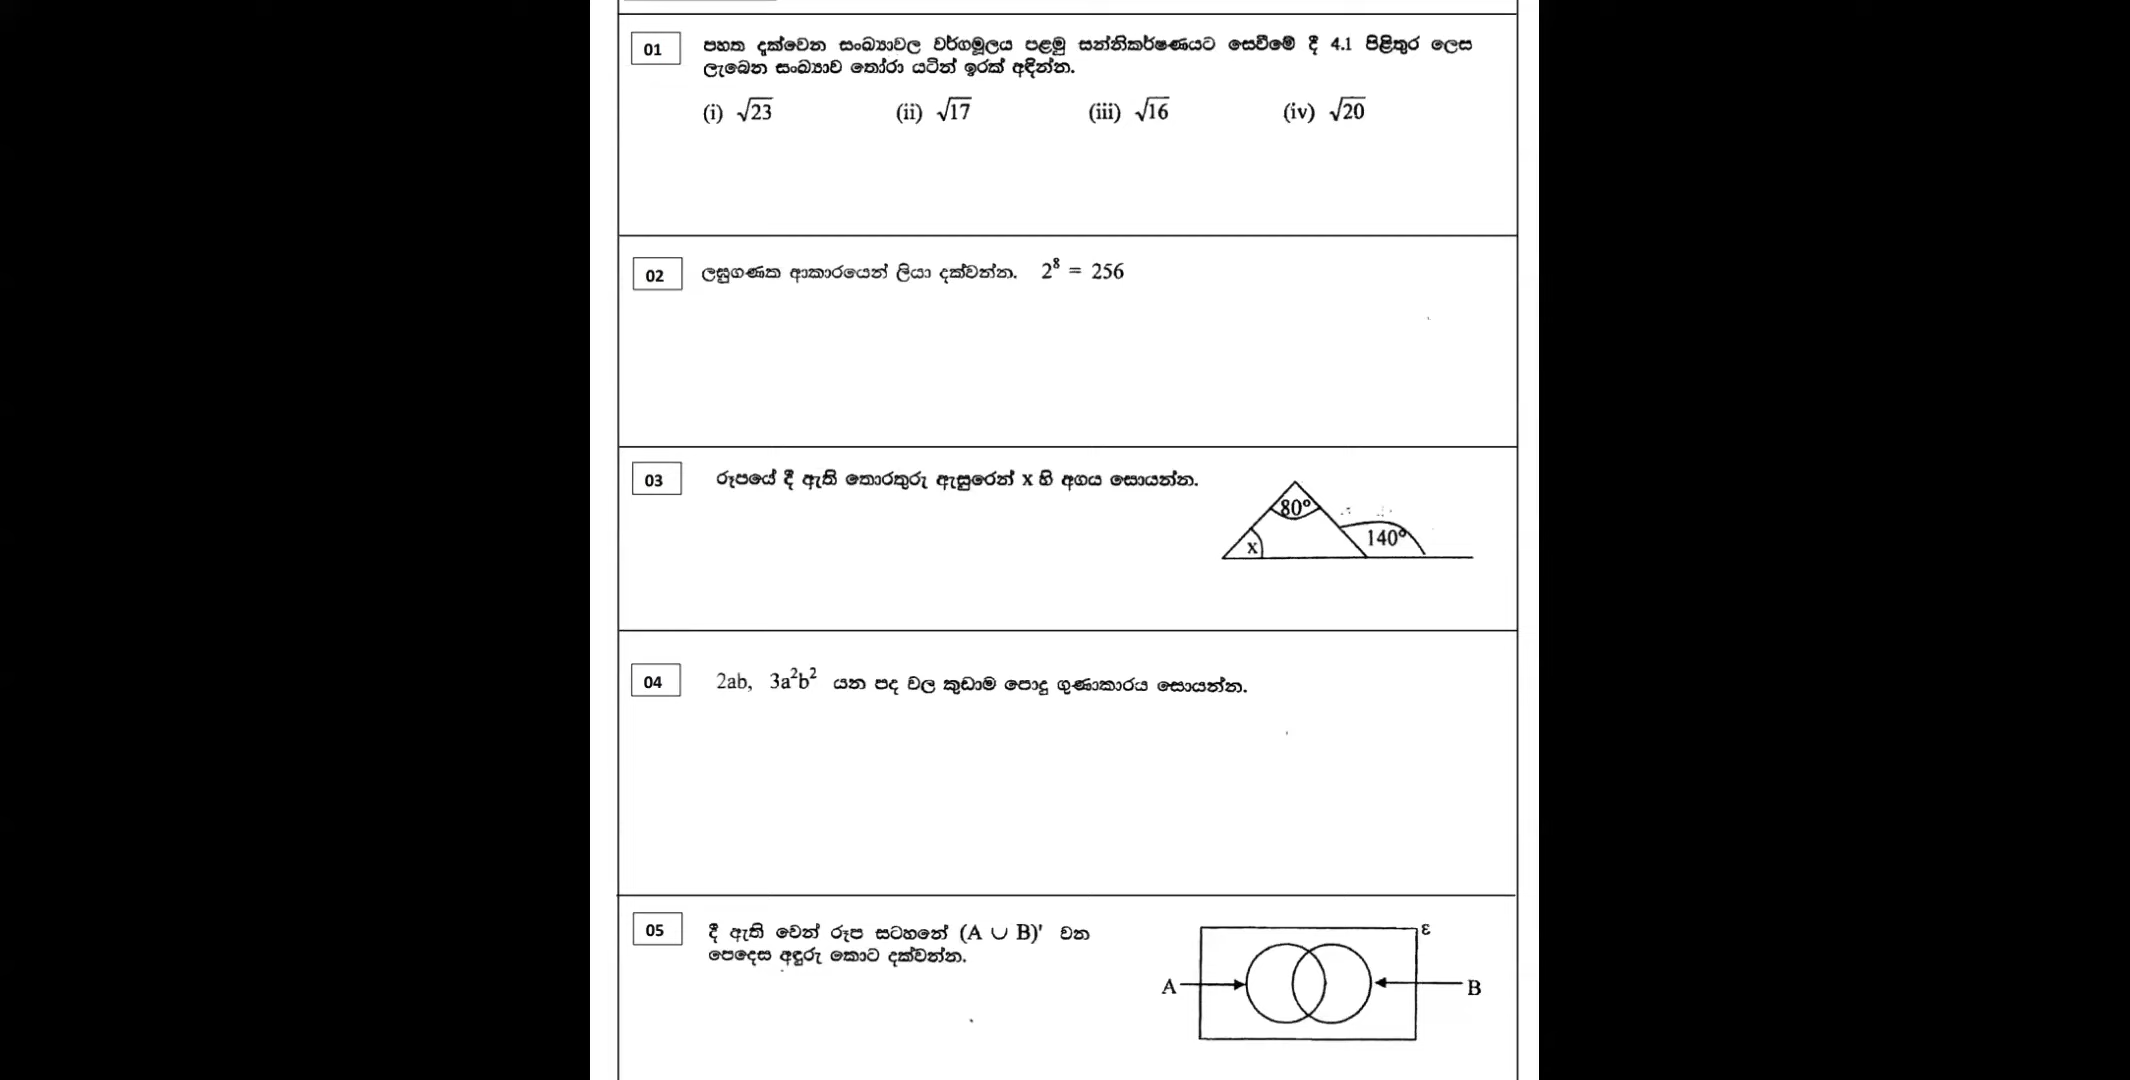 01 පහත දැක්වෙන සංඛ්‍යාවල වර්ගමූලය පළමු සන්නිකර්ෂණයට සෙවීමේ දී 4.1 පිළිතුර ලෙස
ලැබෙන සංඛ්‍යාව තෝරා යටින් ඉරක් අඳින්න.
(i) √23 (ii) √17 (iii) √16 (iv) √20
02 ලඝුගණක ආකාරයෙන් ලියා දක්වන්න. 2⁸ = 256
03 රූපයේ දී ඇති තොරතුරු ඇසුරෙන් x හි අගය සොයන්න.
80°
x
140°
04 2ab, 3a²b² යන පද වල කුඩාම පොදු ගුණාකාරය සොයන්න.
05 දී ඇති වෙන් රූප සටහනේ (A ∪ B)' වන
පෙදෙස අඳුරු කොට දක්වන්න.
ε
A
B